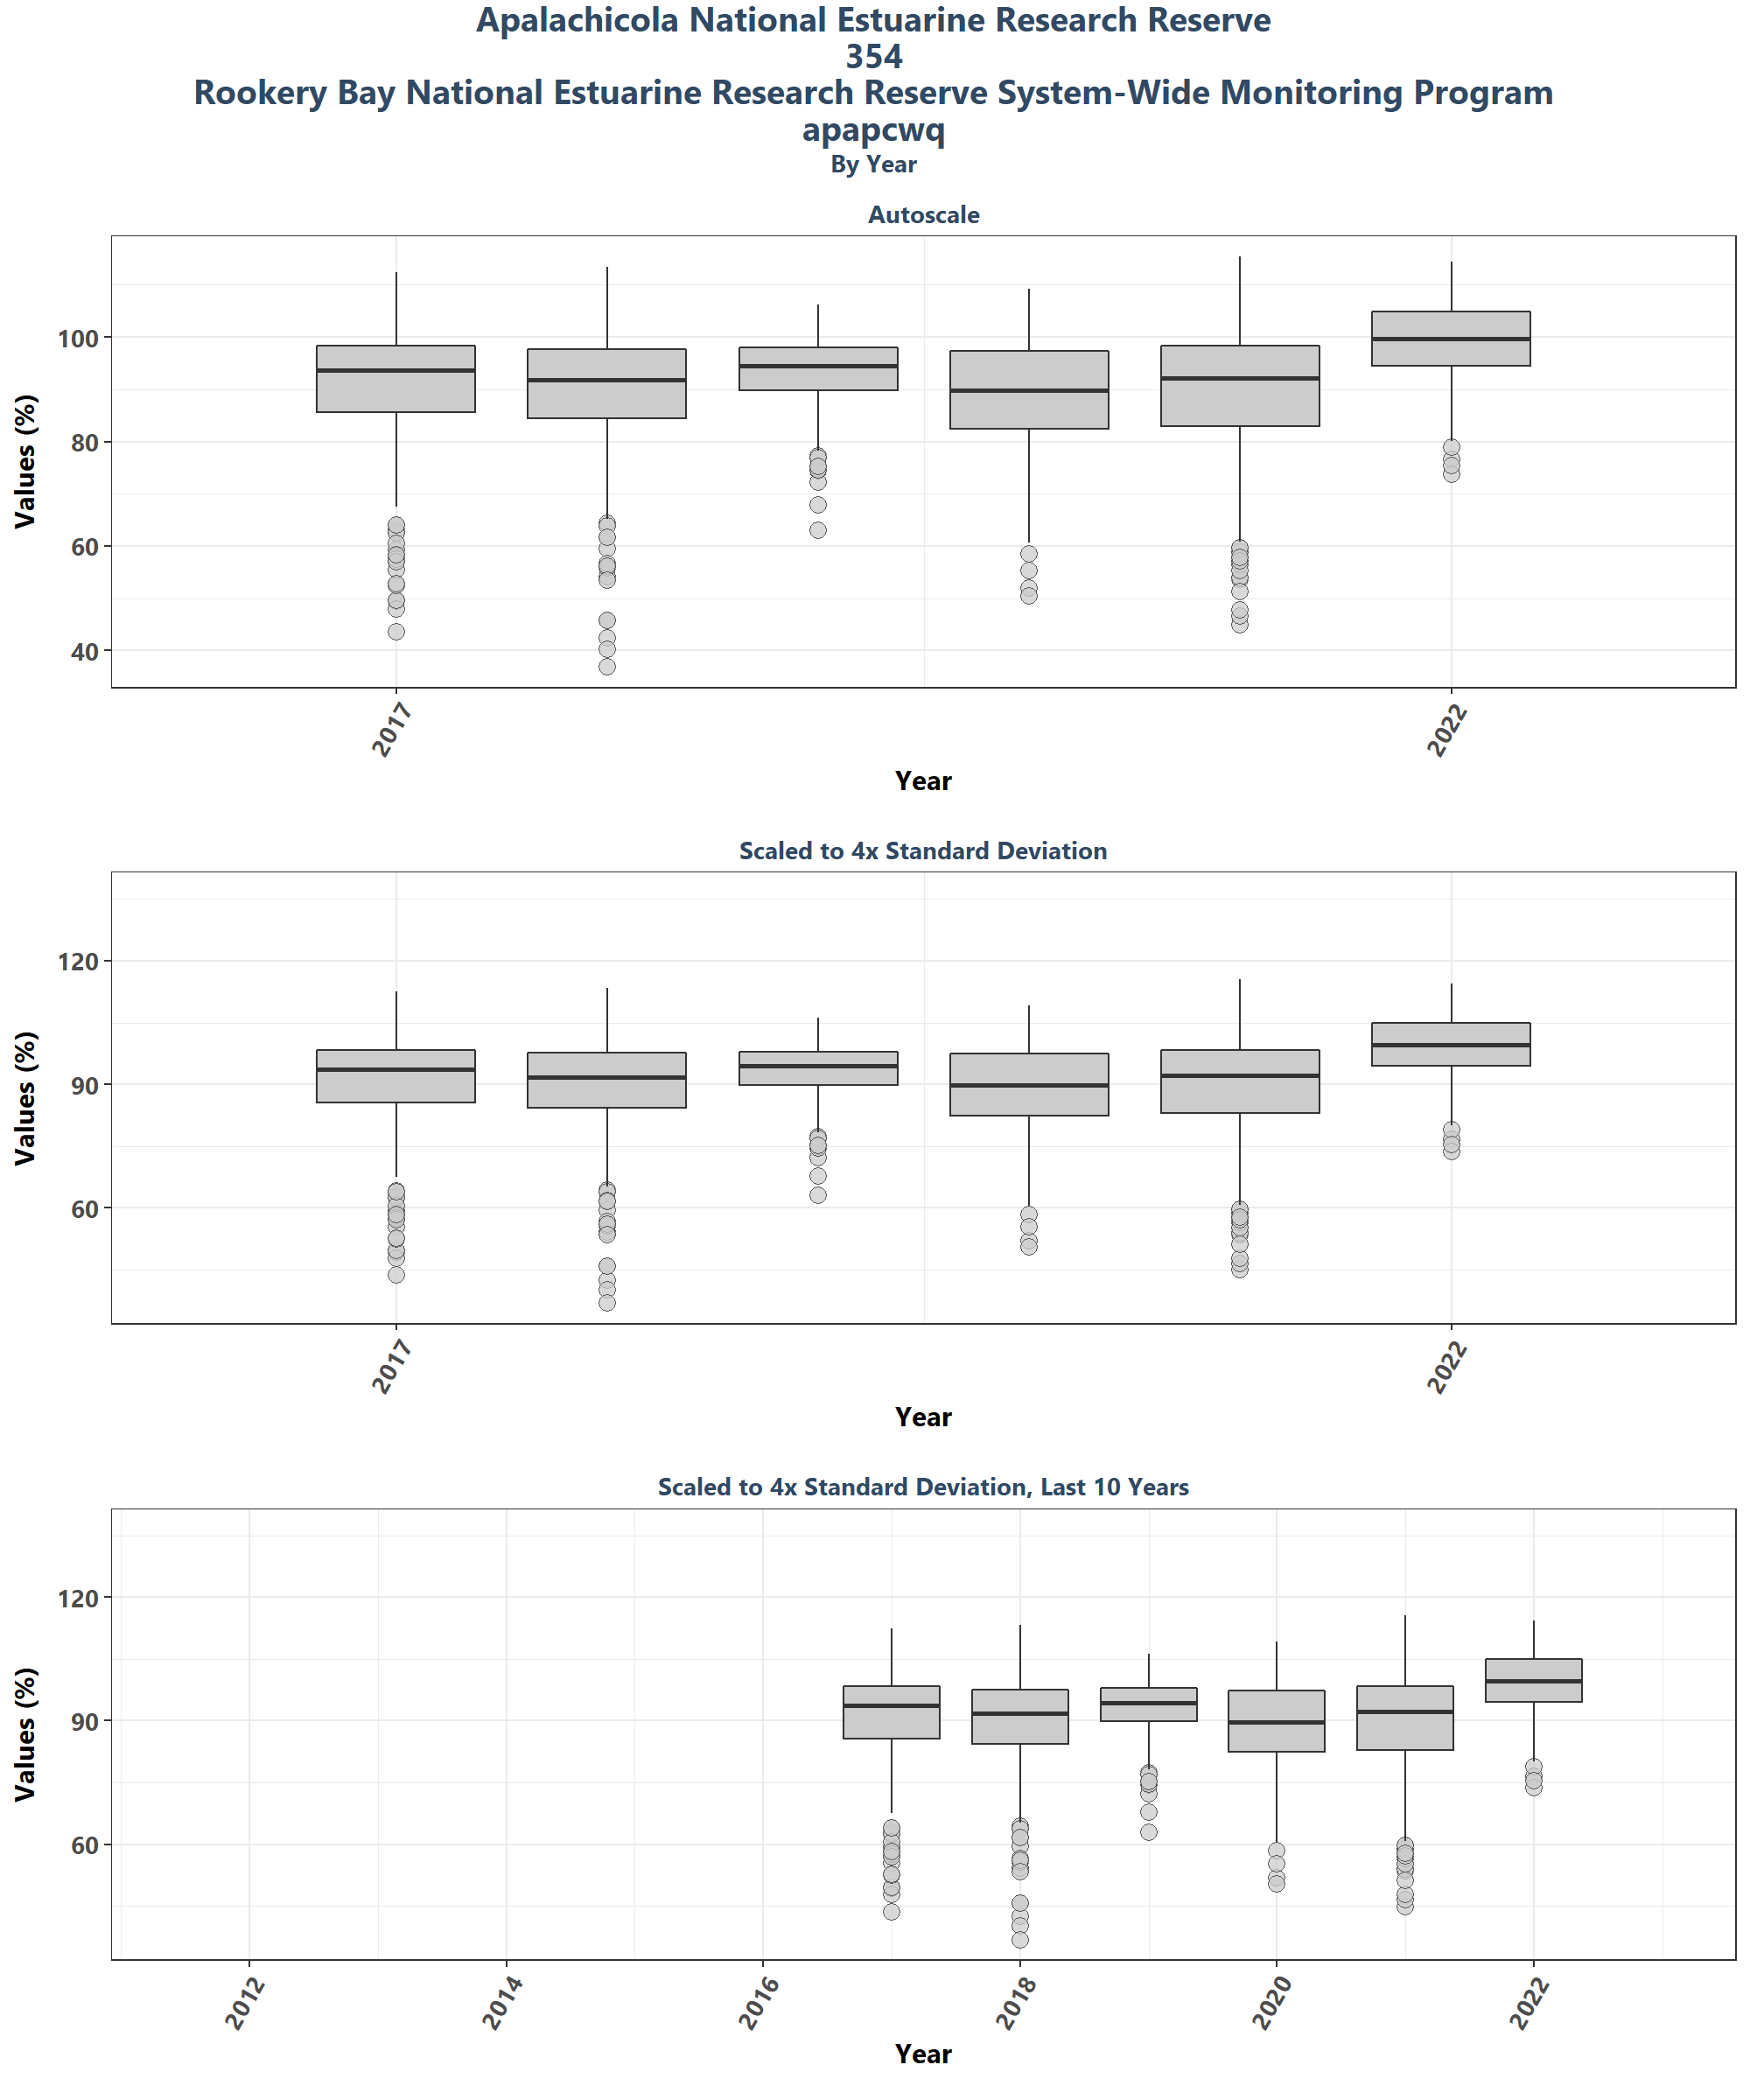 Apalachicola National Estuarine Research Reserve
354
Rookery Bay National Estuarine Research Reserve System-Wide Monitoring Program
apapcwq
By Year
Autoscale
Values (%)
100
80
60
40
2017
2022
Year
Scaled to 4x Standard Deviation
Values (%)
120
90
60
2017
2022
Year
Scaled to 4x Standard Deviation, Last 10 Years
Values (%)
120
90
60
2012
2014
2016
2018
2020
2022
Year